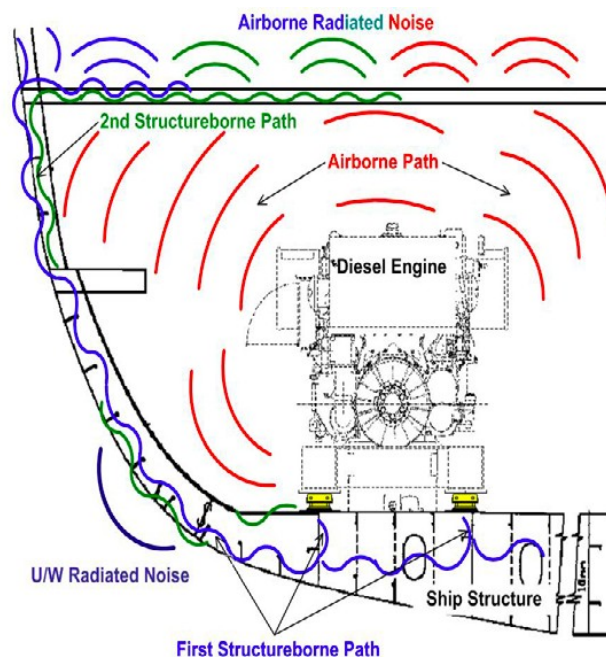 Airborne Radiated Noise
2nd Structureborne Path
Airborne Path
Diesel Engine
U/W Radiated Noise
Ship Structure
First Structureborne Path